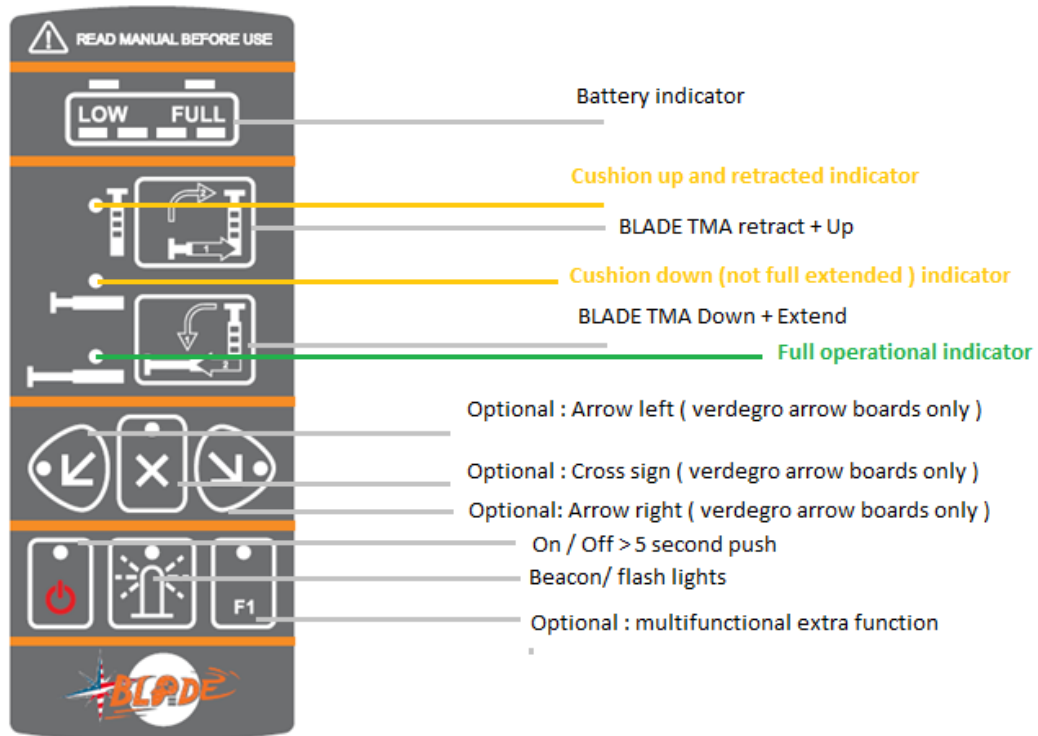 READ MANUAL BEFORE USE
LOW FULL
Battery indicator
Cushion up and retracted indicator
2
1
BLADE TMA retract + Up
Cushion down (not full extended ) indicator
BLADE TMA Down + Extend
1
2
Full operational indicator
Optional : Arrow left ( verdegro arrow boards only )
Optional : Cross sign ( verdegro arrow boards only )
Optional: Arrow right ( verdegro arrow boards only )
On / Off > 5 second push
Beacon/ flash lights
F1
Optional : multifunctional extra function
BLADE